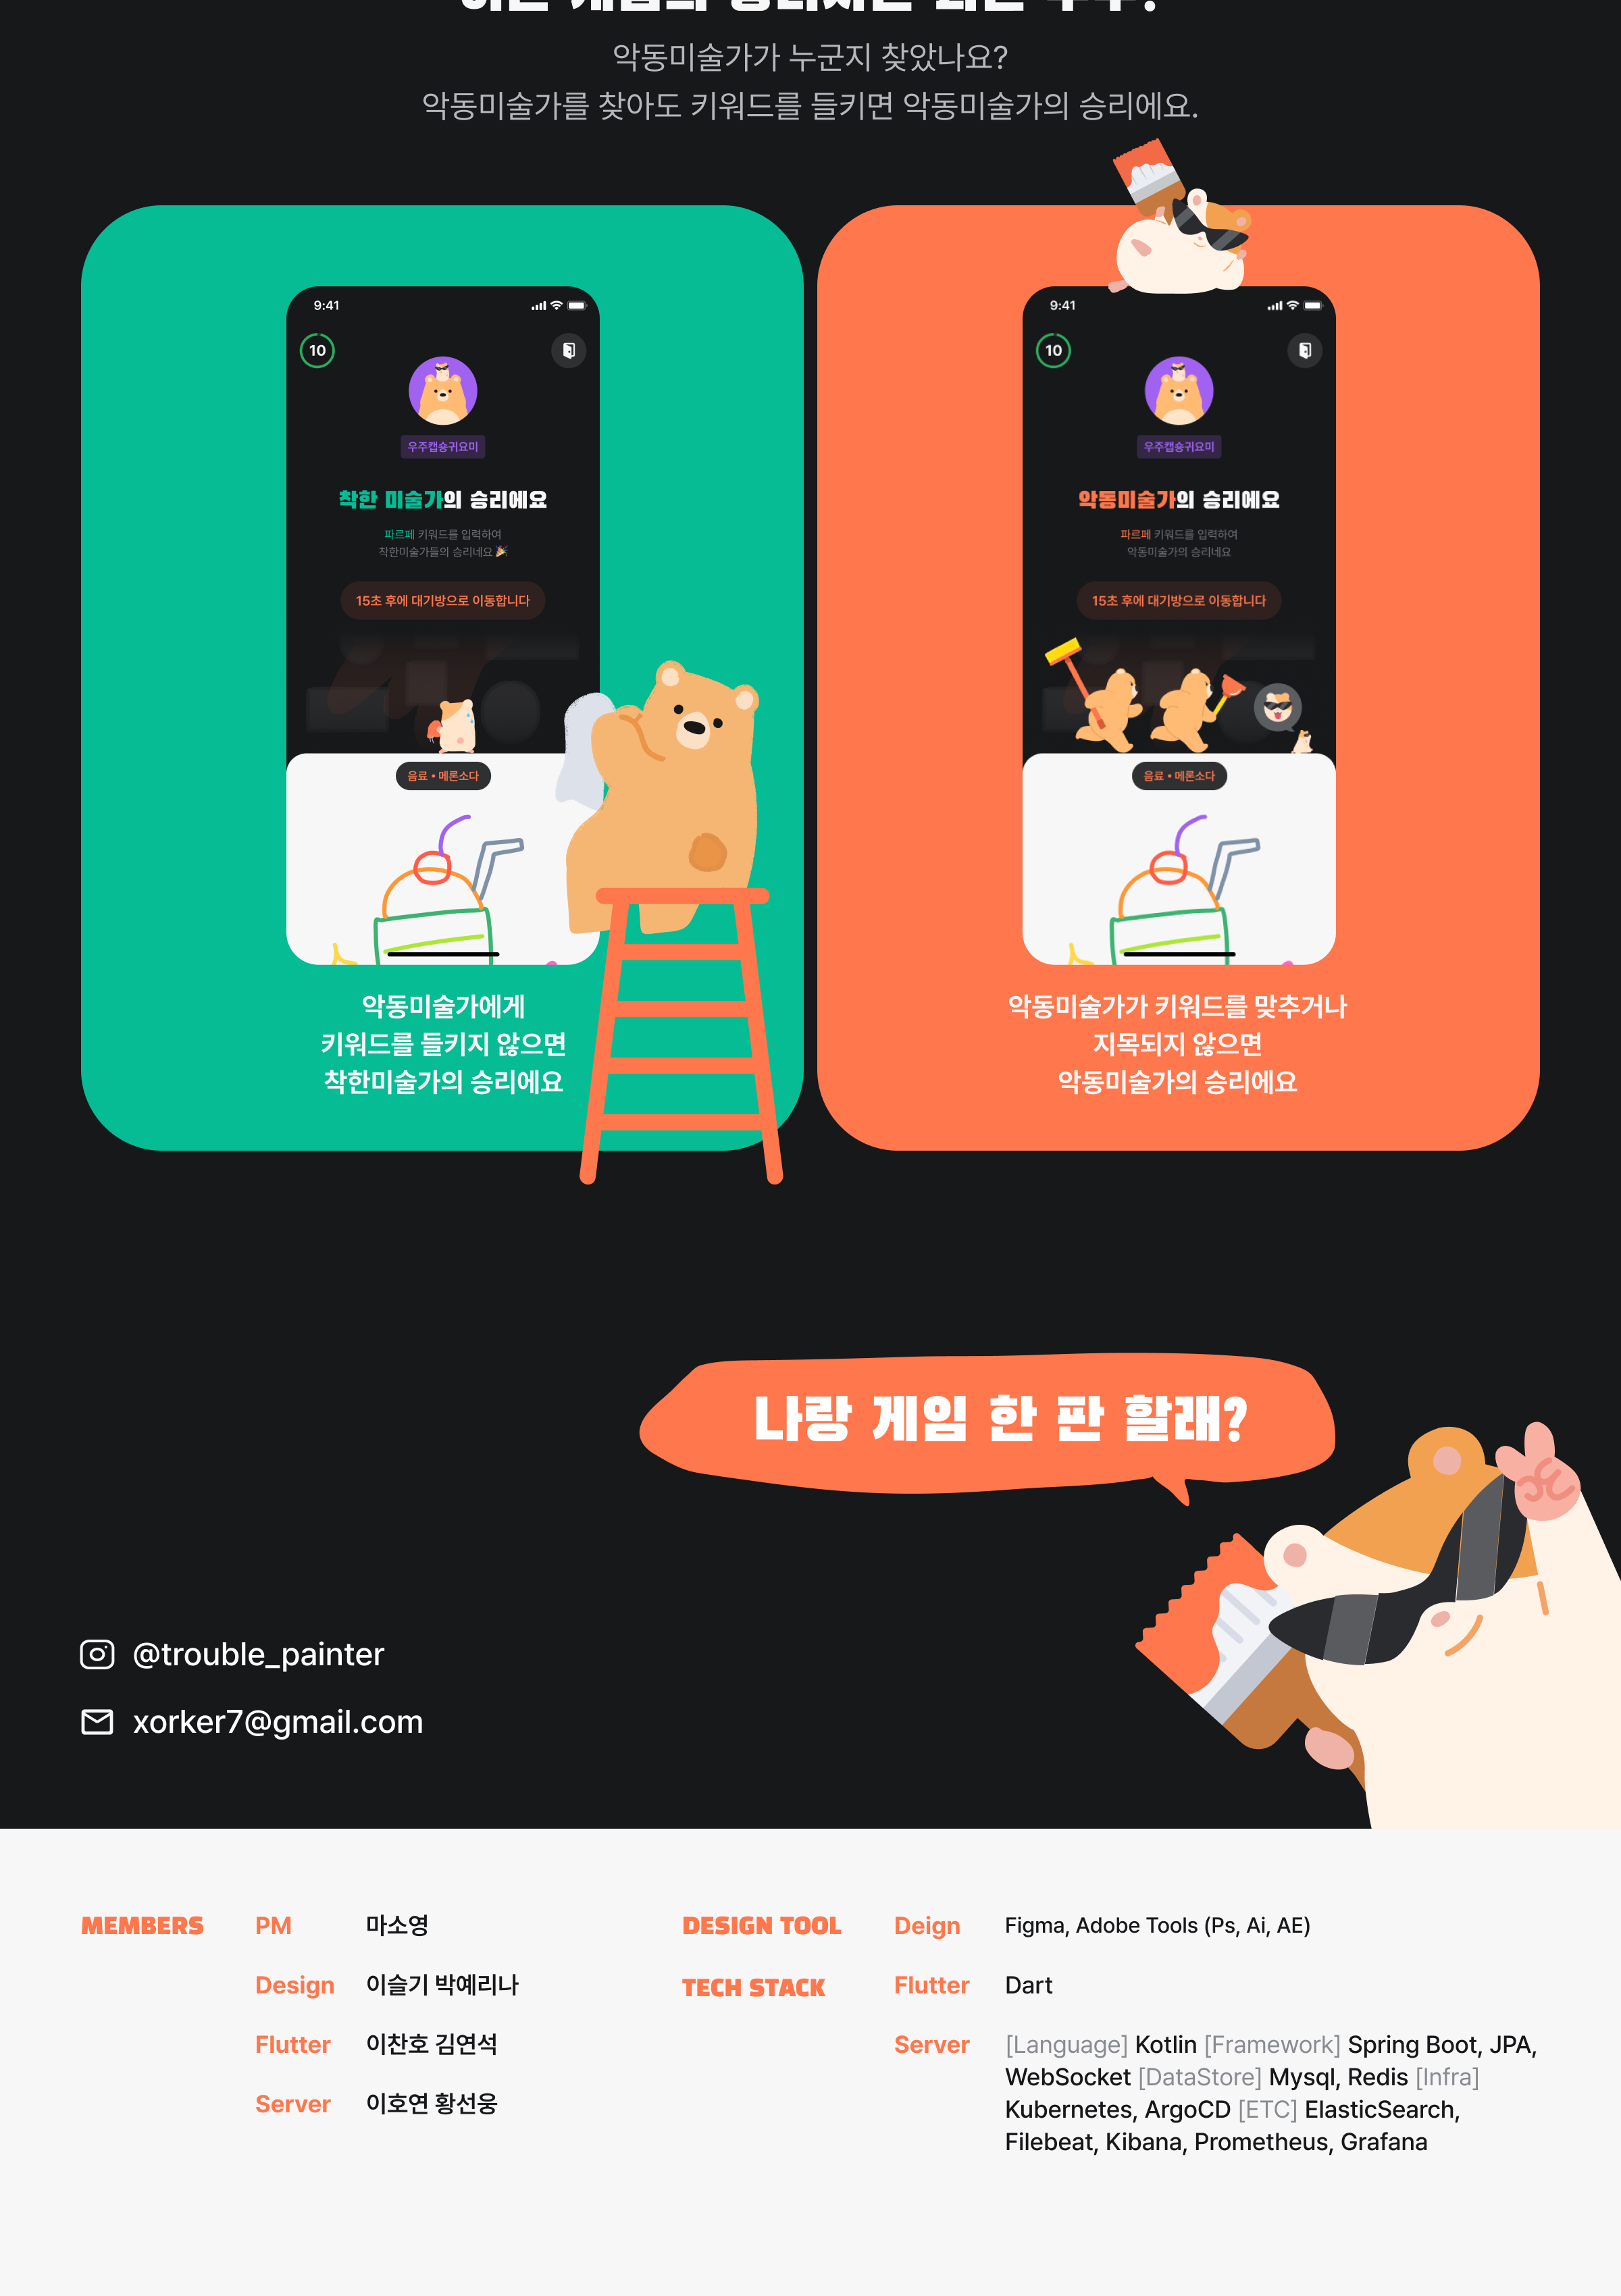 악동미술가가 누군지 찾았나요?
악동미술가를 찾아도 키워드를 들키면 악동미술가의 승리에요.
9:41
10
우주캡숑귀요미
착한 미술가의 승리에요
파르페 키워드를 입력하여
착한미술가들의 승리네요
15초 후에 대기방으로 이동합니다
음료 • 메론소다
악동미술가에게
키워드를 들키지 않으면
착한미술가의 승리에요
9:41
10
우주캡숑귀요미
악동미술가의 승리에요
파르페 키워드를 입력하여
악동미술가의 승리네요
15초 후에 대기방으로 이동합니다
음료 • 메론소다
악동미술가가 키워드를 맞추거나
지목되지 않으면
악동미술가의 승리에요
나랑 게임 한 판 할래?
@trouble_painter
xorker7@gmail.com
MEMBERS
PM 마소영
Design 이슬기 박예리나
Flutter 이찬호 김연석
Server 이호연 황선웅
DESIGN TOOL
Deign Figma, Adobe Tools (Ps, Ai, AE)
TECH STACK
Flutter Dart
Server [Language] Kotlin [Framework] Spring Boot, JPA,
WebSocket [DataStore] Mysql, Redis [Infra]
Kubernetes, ArgoCD [ETC] ElasticSearch,
Filebeat, Kibana, Prometheus, Grafana